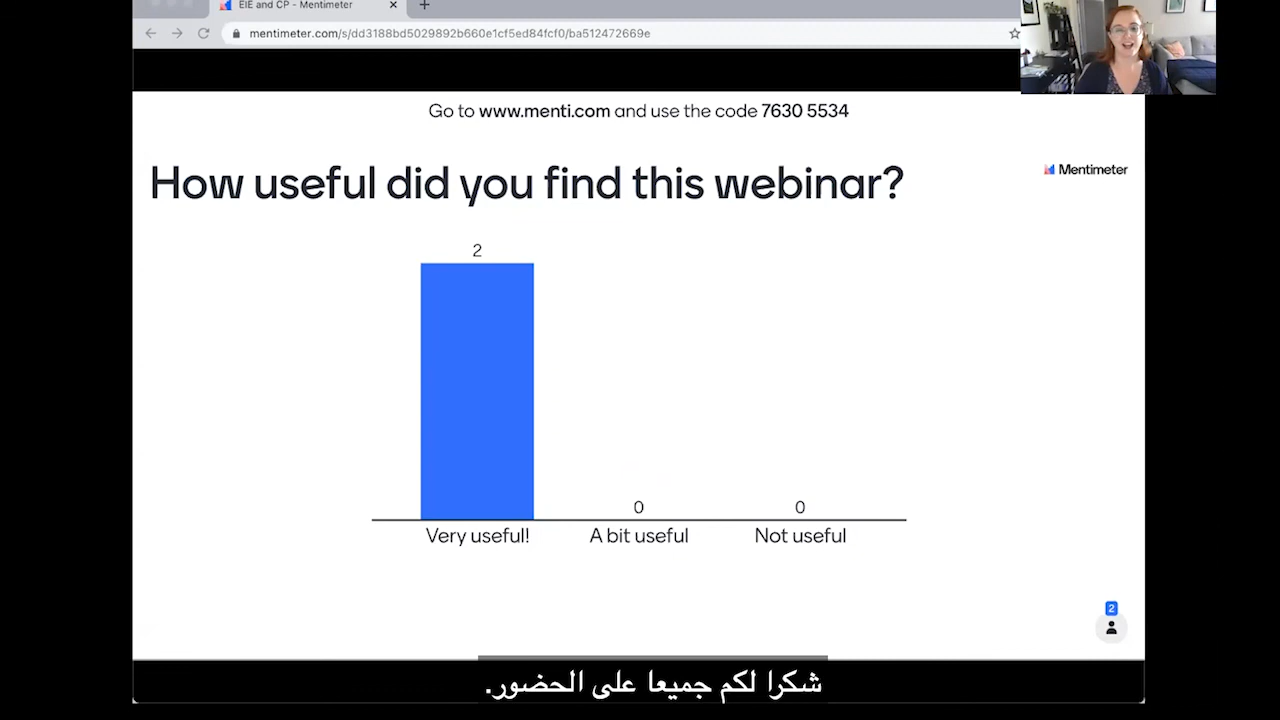 EIE and CP - Mentimeter
mentimeter.com/s/dd3188bd5029892b660e1cf5ed84fcf0/ba512472669e
Go to www.menti.com and use the code 7630 5534
How useful did you find this webinar?
Mentimeter
2
0
0
Very useful!
A bit useful
Not useful
2
شكرا لكم جميعا على الحضور.